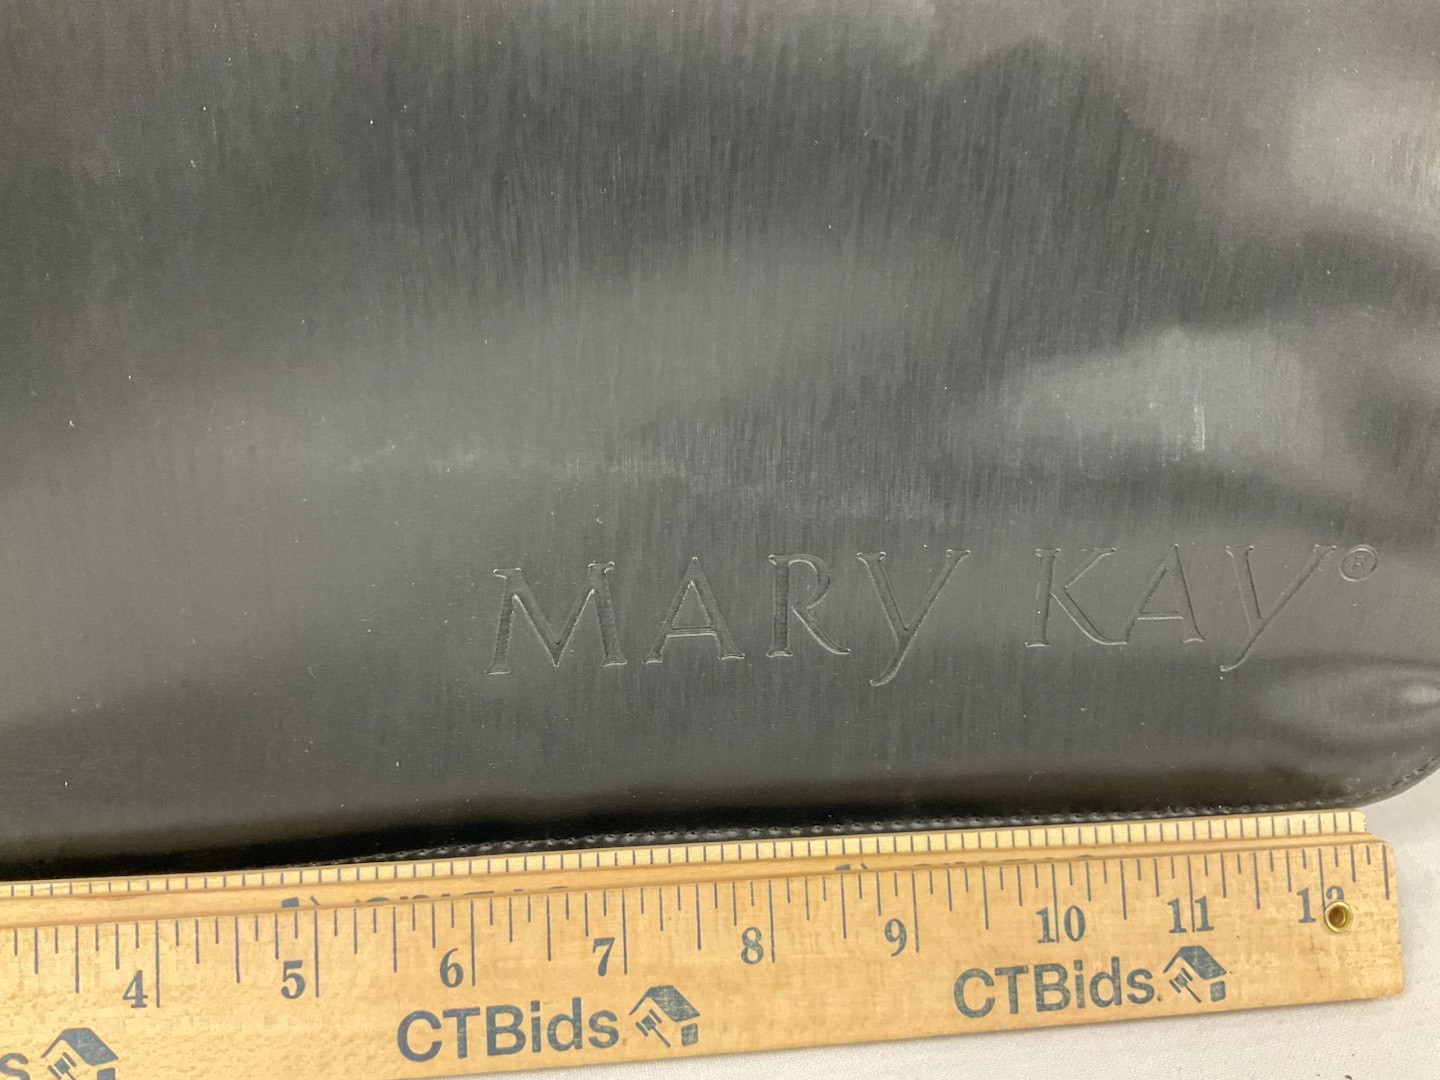 MARY KAY®
4 5 6 7 8 9 10 11 12
CTBids
CTBids.
s